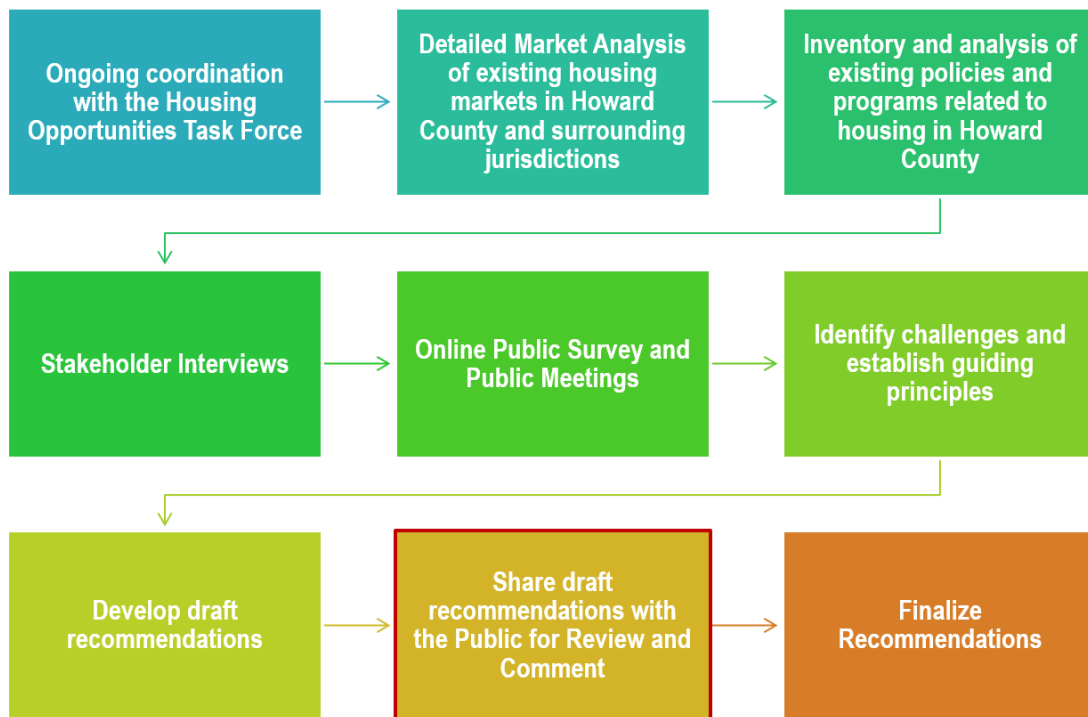 Ongoing coordination
with the Housing
Opportunities Task Force
Detailed Market Analysis
of existing housing
markets in Howard
County and surrounding
jurisdictions
Inventory and analysis of
existing policies and
programs related to
housing in Howard
County
Stakeholder Interviews
Online Public Survey and
Public Meetings
Identify challenges and
establish guiding
principles
Develop draft
recommendations
Share draft
recommendations with
the Public for Review and
Comment
Finalize
Recommendations